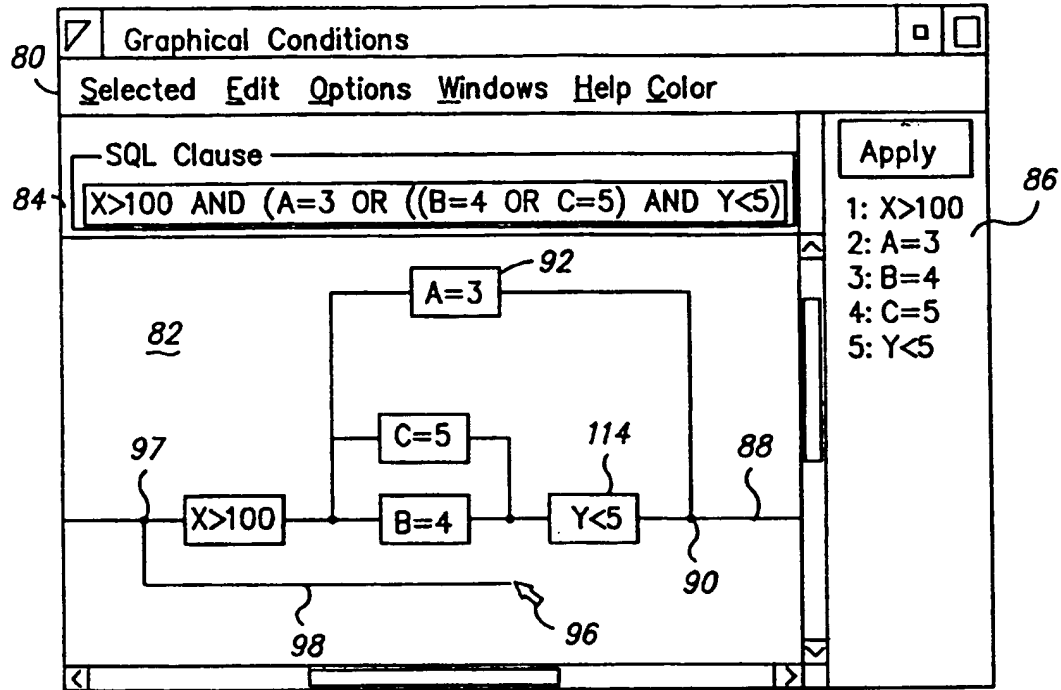 Graphical Conditions
80
Selected Edit Options Windows Help Color
SQL Clause
Apply
84
X>100 AND (A=3 OR ((B=4 OR C=5) AND Y<5)
86
1: X>100
2: A=3
3: B=4
4: C=5
5: Y<5
92
A=3
82
C=5
114
97
88
X>100
B=4
Y<5
90
98
96